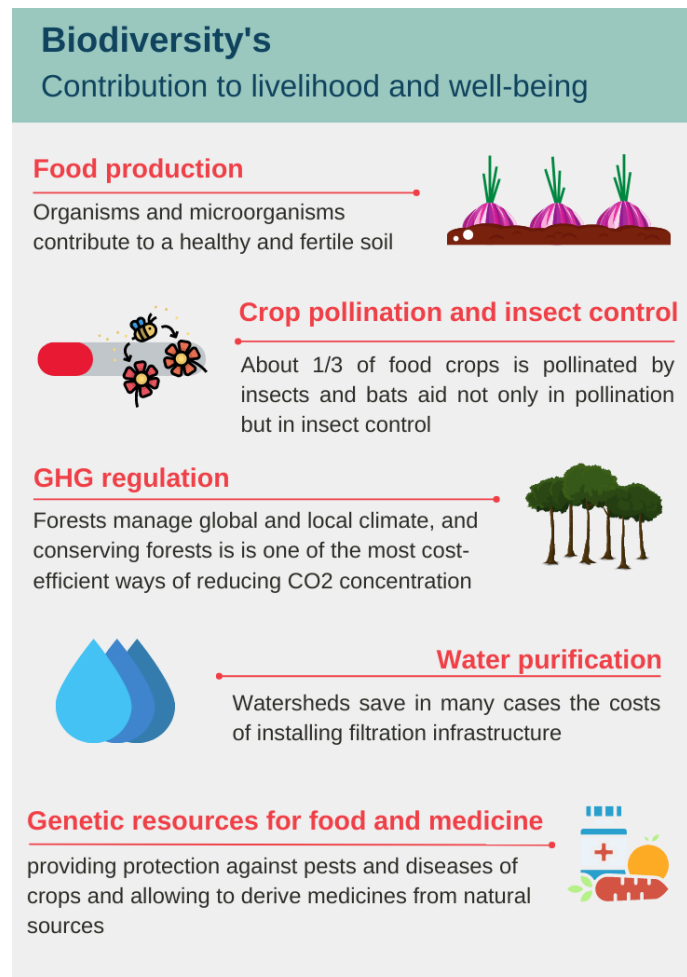 Biodiversity's
Contribution to livelihood and well-being
Food production
Organisms and microorganisms
contribute to a healthy and fertile soil
Crop pollination and insect control
About 1/3 of food crops is pollinated by
insects and bats aid not only in pollination
but in insect control
GHG regulation
Forests manage global and local climate, and
conserving forests is is one of the most cost-
efficient ways of reducing CO2 concentration
Water purification
Watersheds save in many cases the costs
of installing filtration infrastructure
Genetic resources for food and medicine
providing protection against pests and diseases of
crops and allowing to derive medicines from natural
sources